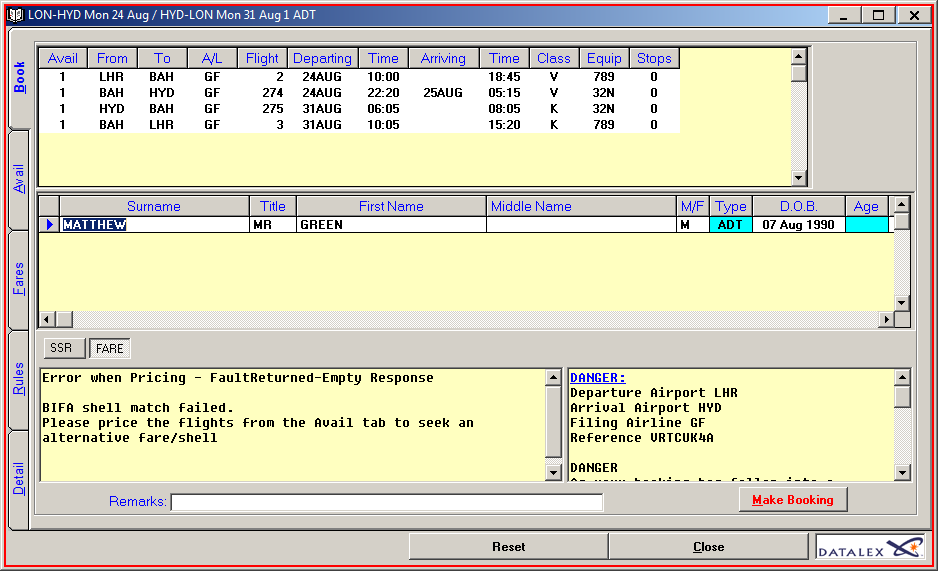 LON-HYD Mon 24 Aug / HYD-LON Mon 31 Aug 1 ADT
Book
Avail
Fares
Rules
Detail
Avail From To A/L Flight Departing Time Arriving Time Class Equip Stops
1 LHR BAH GF 2 24AUG 10:00 18:45 V 789 0
1 BAH HYD GF 274 24AUG 22:20 25AUG 05:15 V 32N 0
1 HYD BAH GF 275 31AUG 06:05 08:05 K 32N 0
1 BAH LHR GF 3 31AUG 10:05 15:20 K 789 0
Surname Title First Name Middle Name M/F Type D.O.B. Age
MATTHEW MR GREEN M ADT 07 Aug 1990
SSR FARE
Error when Pricing - FaultReturned-Empty Response
BIFA shell match failed.
Please price the flights from the Avail tab to seek an
alternative fare/shell
DANGER:
Departure Airport LHR
Arrival Airport HYD
Filing Airline GF
Reference VRTCUK4A
DANGER
Remarks:
Make Booking
Reset Close
DATALEX